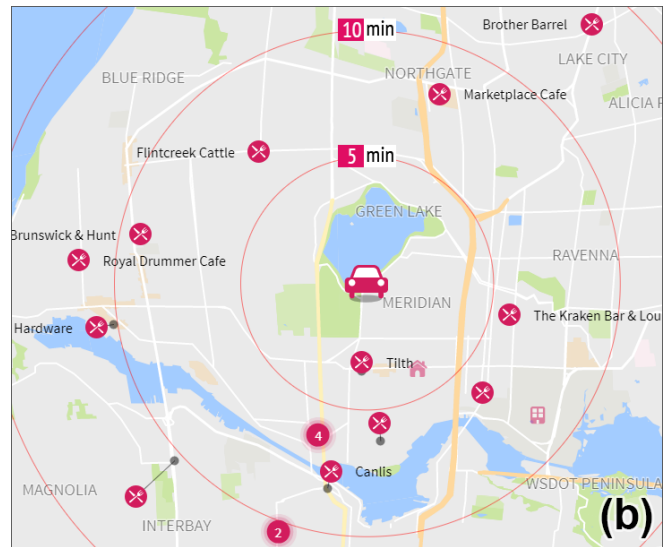 Brother Barrel
10 min
LAKE CITY
BLUE RIDGE
NORTHGATE
Marketplace Cafe
ALICIA
Flintcreek Cattle
5 min
GREEN LAKE
Brunswick & Hunt
RAVENNA
Royal Drummer Cafe
MERIDIAN
The Kraken Bar & Lou
Hardware
Tilth
4
Canlis
MAGNOLIA
WSDOT PENINSULA
INTERBAY
2
(b)